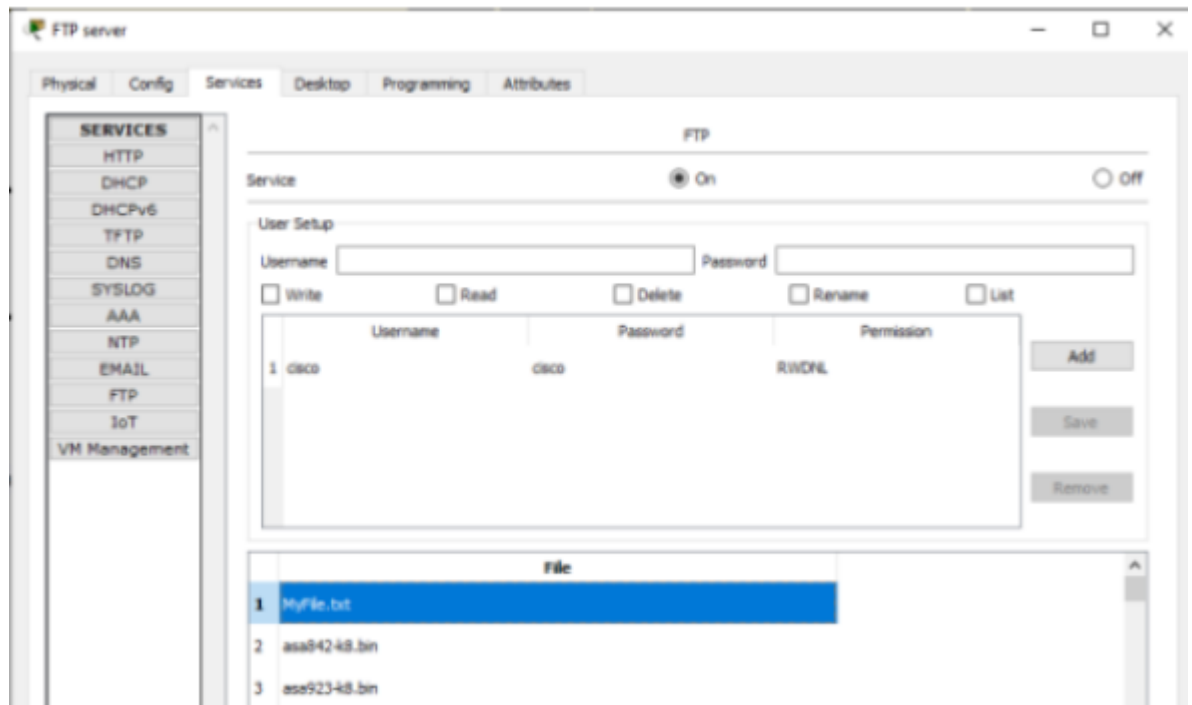 FTP server
Physical Config Services Desktop Programming Attributes
SERVICES
HTTP
DHCP
DHCPv6
TFTP
DNS
SYSLOG
AAA
NTP
EMAIL
FTP
IoT
VM Management
FTP
Service On Off
User Setup
Username Password
Write Read Delete Rename List
Username Password Permission
1 cisco cisco RWDNL
Add
Save
Remove
File
1 MyFile.txt
2 asa842-k8.bin
3 asa923-k8.bin